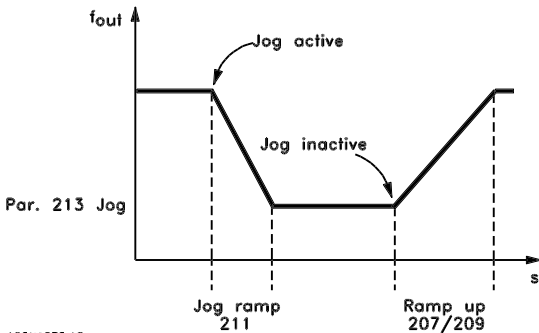 fout
Jog active
Jog inactive
Par. 213 Jog
s
Jog ramp
211
Ramp up
207/209